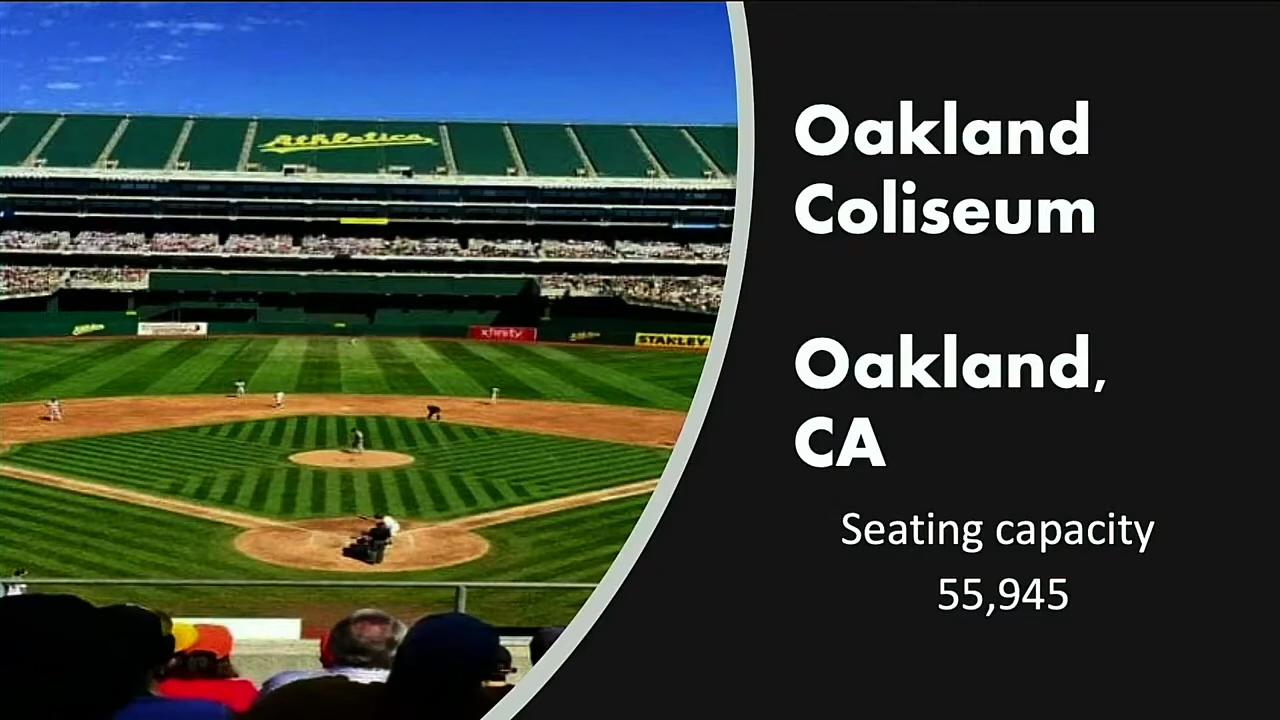 Athletics
xfinity
STANLEY
Oakland
Coliseum
Oakland,
CA
Seating capacity
55,945